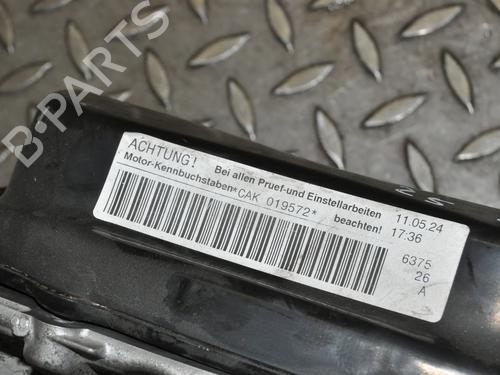 B-PARTS
ACHTUNG! Bei allen Pruef-und Einstellarbeiten 11.05.24
Motor-Kennbuchstaben*CAK 019572* beachten! 17:36
6375
26
A